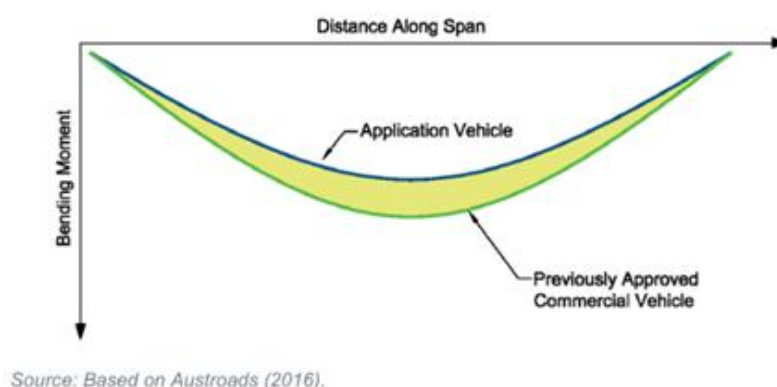 Distance Along Span
Bending Moment
Application Vehicle
Previously Approved
Commercial Vehicle
Source: Based on Austroads (2016).